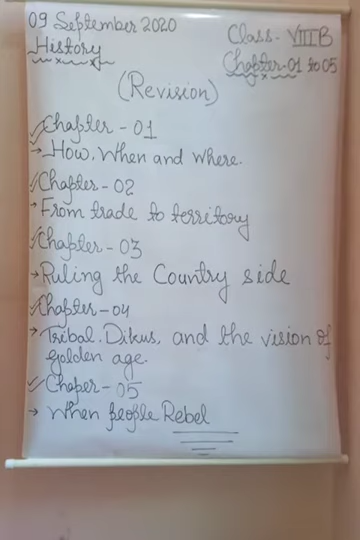 09 September 2020
Class - VIII B
History
Chapter-01 to 05
(Revision)
Chapter - 01
→ How, When and Where.
Chapter - 02
→ From trade to territory
Chapter - 03
→ Ruling the Country side
Chapter - 04
→ Tribal, Dikus, and the vision of
golden age.
Chaper - 05
→ When people Rebel